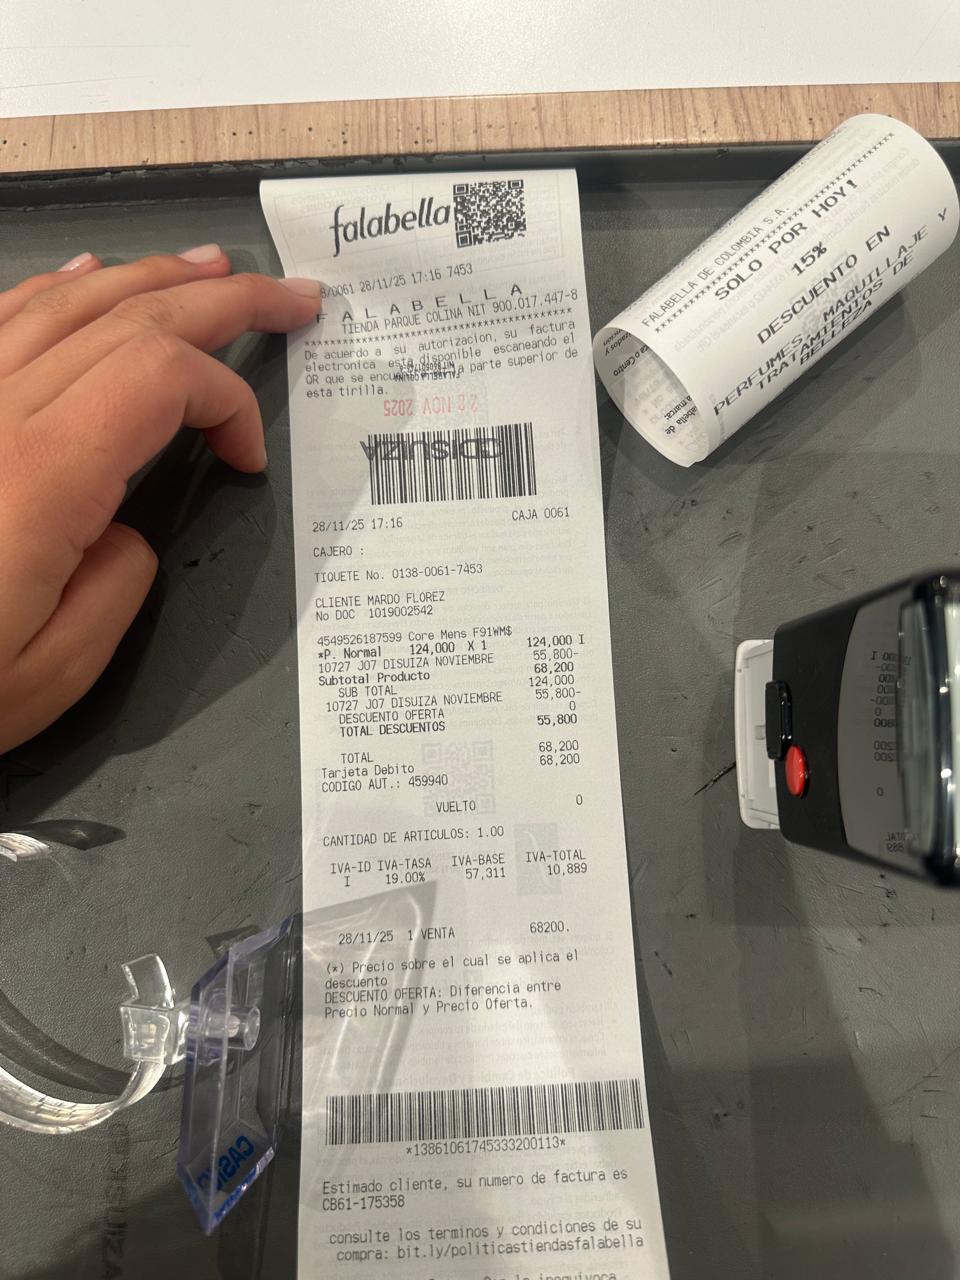 falabella
/0061 28/11/25 17:16 7453
F A L A B E L L A
TIENDA PARQUE COLINA NIT 900.017.447-8
****************************************
De acuerdo a su autorizacion, su factura
electronica esta disponible escaneando el
QR que se encuentra la parte superior de
esta tirilla.
28 NOV 2025
DISUIZA
28/11/25 17:16 CAJA 0061
CAJERO :
TIQUETE No. 0138-0061-7453
CLIENTE MARDO FLOREZ
No DOC 1019002542
4549526187599 Core Mens F91WM$
*P. Normal 124,000 X 1 124,000 I
10727 JO7 DISUIZA NOVIEMBRE 55,800-
Subtotal Producto 68,200
SUB TOTAL 124,000
10727 JO7 DISUIZA NOVIEMBRE 55,800-
DESCUENTO OFERTA 0
TOTAL DESCUENTOS 55,800
TOTAL 68,200
Tarjeta Debito 68,200
CODIGO AUT.: 459940
VUELTO 0
CANTIDAD DE ARTICULOS: 1.00
IVA-ID IVA-TASA IVA-BASE IVA-TOTAL
I 19.00% 57,311 10,889
28/11/25 1 VENTA 68200.
(*) Precio sobre el cual se aplica el
descuento
DESCUENTO OFERTA: Diferencia entre
Precio Normal y Precio Oferta.
*13861061745333200113*
Estimado cliente, su numero de factura es
CB61-175358
consulte los terminos y condiciones de su
compra: bit.ly/politicastiendasfalabella
FALABELLA DE COLOMBIA S.A.
SOLO POR HOY!
15%
DESCUENTO EN
PERFUMES, MAQUILLAJE Y
TRATAMIENTOS DE
BELLEZA
CASIO